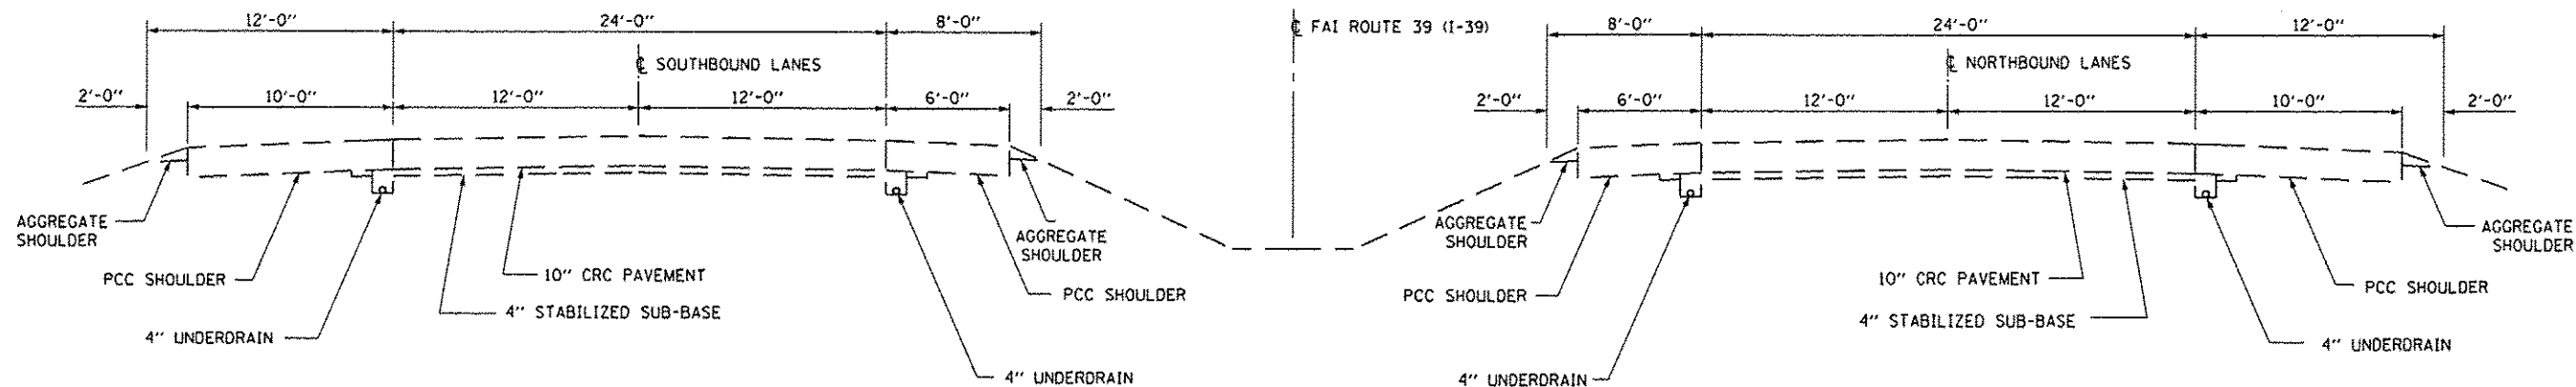 12'-0" 24'-0" 8'-0" ℄ FAI ROUTE 39 (I-39) 8'-0" 24'-0" 12'-0"
℄ SOUTHBOUND LANES ℄ NORTHBOUND LANES
2'-0" 10'-0" 12'-0" 12'-0" 6'-0" 2'-0" 2'-0" 6'-0" 12'-0" 12'-0" 10'-0" 2'-0"
AGGREGATE
SHOULDER
PCC SHOULDER
4" UNDERDRAIN
10" CRC PAVEMENT
4" STABILIZED SUB-BASE
AGGREGATE
SHOULDER
PCC SHOULDER
4" UNDERDRAIN
AGGREGATE
SHOULDER
PCC SHOULDER
4" UNDERDRAIN
10" CRC PAVEMENT
4" STABILIZED SUB-BASE
AGGREGATE
SHOULDER
PCC SHOULDER
4" UNDERDRAIN